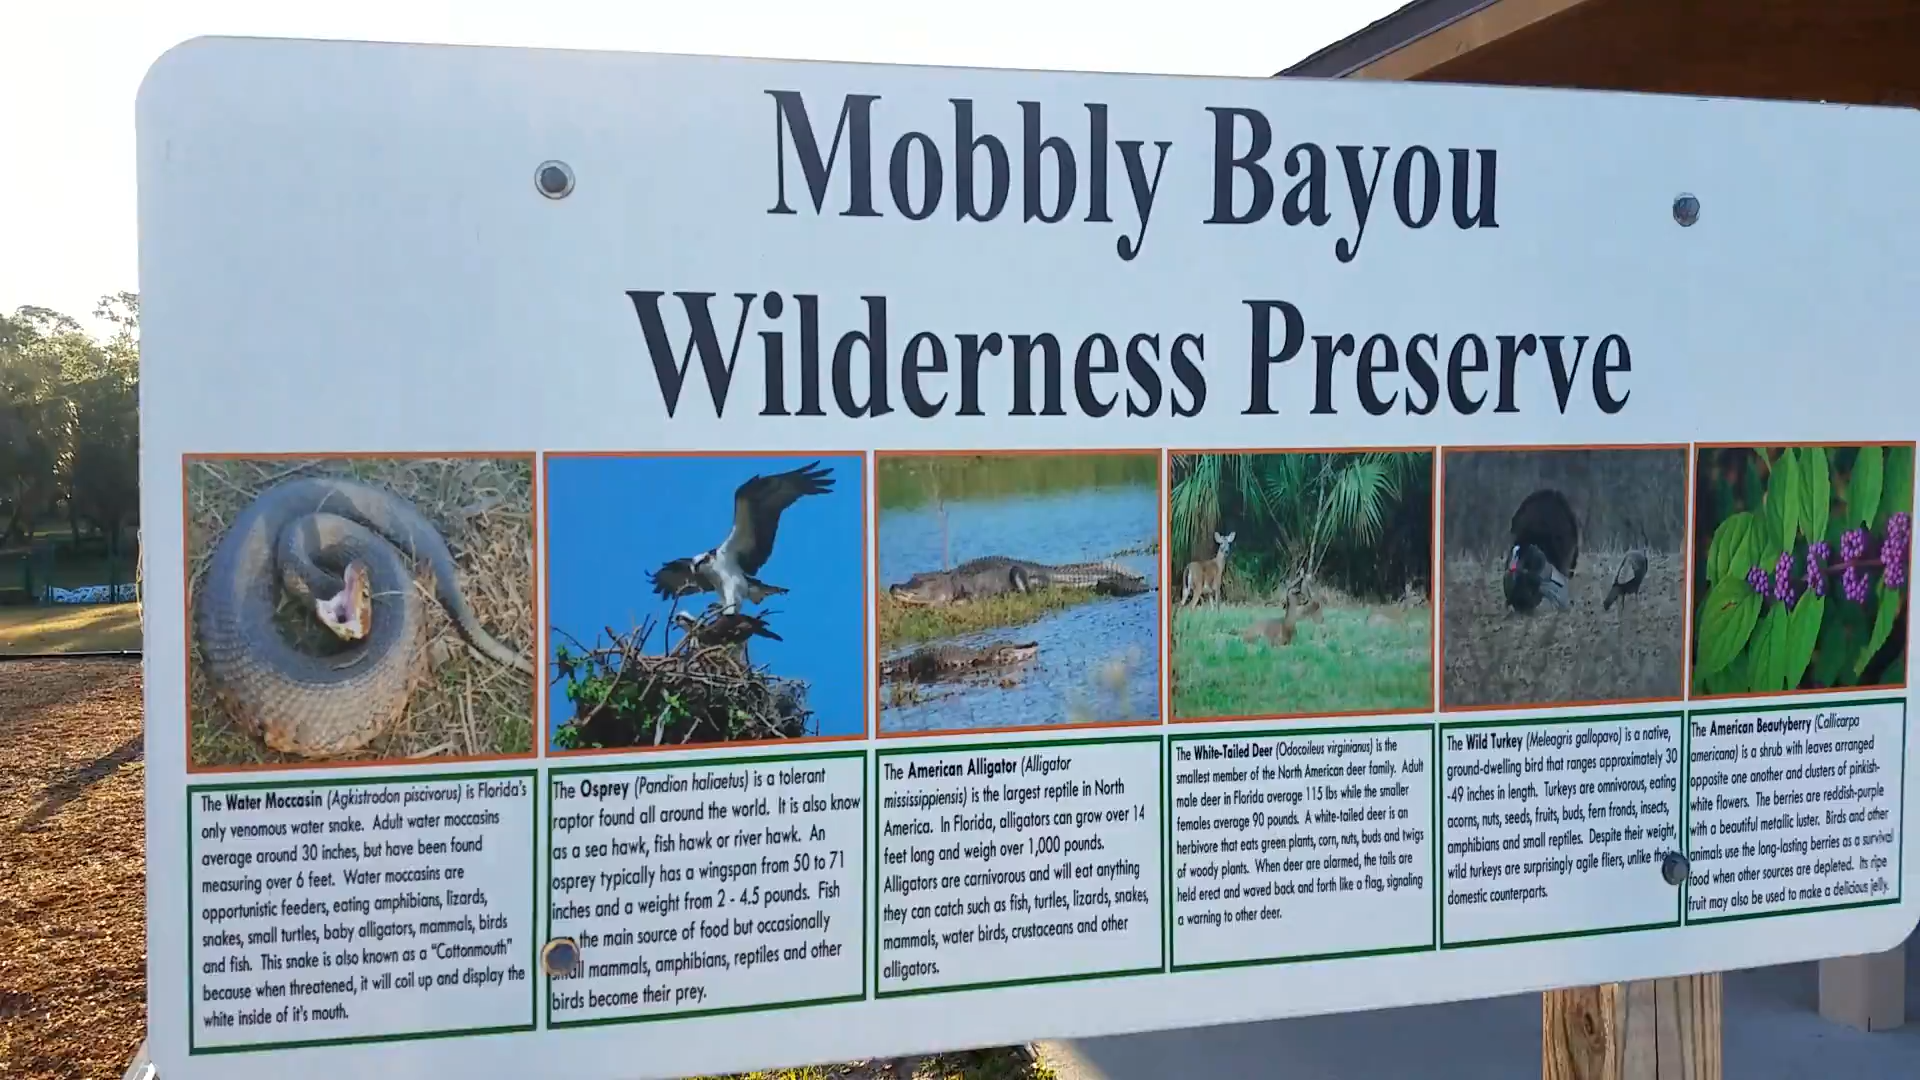 Mobbly Bayou
Wilderness Preserve
The Water Moccasin (Agkistrodon piscivorus) is Florida's
only venomous water snake. Adult water moccasins
average around 30 inches, but have been found
measuring over 6 feet. Water moccasins are
opportunistic feeders, eating amphibians, lizards,
snakes, small turtles, baby alligators, mammals, birds
and fish. This snake is also known as a "Cottonmouth"
because when threatened, it will coil up and display the
white inside of it's mouth.
The Osprey (Pandion haliaetus) is a tolerant
raptor found all around the world. It is also know
as a sea hawk, fish hawk or river hawk. An
osprey typically has a wingspan from 50 to 71
inches and a weight from 2 - 4.5 pounds. Fish
the main source of food but occasionally
small mammals, amphibians, reptiles and other
birds become their prey.
The American Alligator (Alligator
mississippiensis) is the largest reptile in North
America. In Florida, alligators can grow over 14
feet long and weigh over 1,000 pounds.
Alligators are carnivorous and will eat anything
they can catch such as fish, turtles, lizards, snakes,
mammals, water birds, crustaceans and other
alligators.
The White-Tailed Deer (Odocoileus virginianus) is the
smallest member of the North American deer family. Adult
male deer in Florida average 115 lbs while the smaller
females average 90 pounds. A white-tailed deer is an
herbivore that eats green plants, corn, nuts, buds and twigs
of woody plants. When deer are alarmed, the tails are
held ered and waved back and forth like a flag, signaling
a warning to other deer.
The Wild Turkey (Meleagris gallopavo) is a native,
ground-dwelling bird that ranges approximately 30
-49 inches in length. Turkeys are omnivorous, eating
acorns, nuts, seeds, fruits, buds, fern fronds, insects,
amphibians and small reptiles. Despite their weight,
wild turkeys are surprisingly agile fliers, unlike their
domestic counterparts.
The American Beautyberry (Callicarpa
americana) is a shrub with leaves arranged
opposite one another and clusters of pinkish-
white flowers. The berries are reddish-purple
with a beautiful metallic luster. Birds and other
animals use the long-lasting berries as a survival
food when other sources are depleted. Its ripe
fruit may also be used to make a delicious jelly.